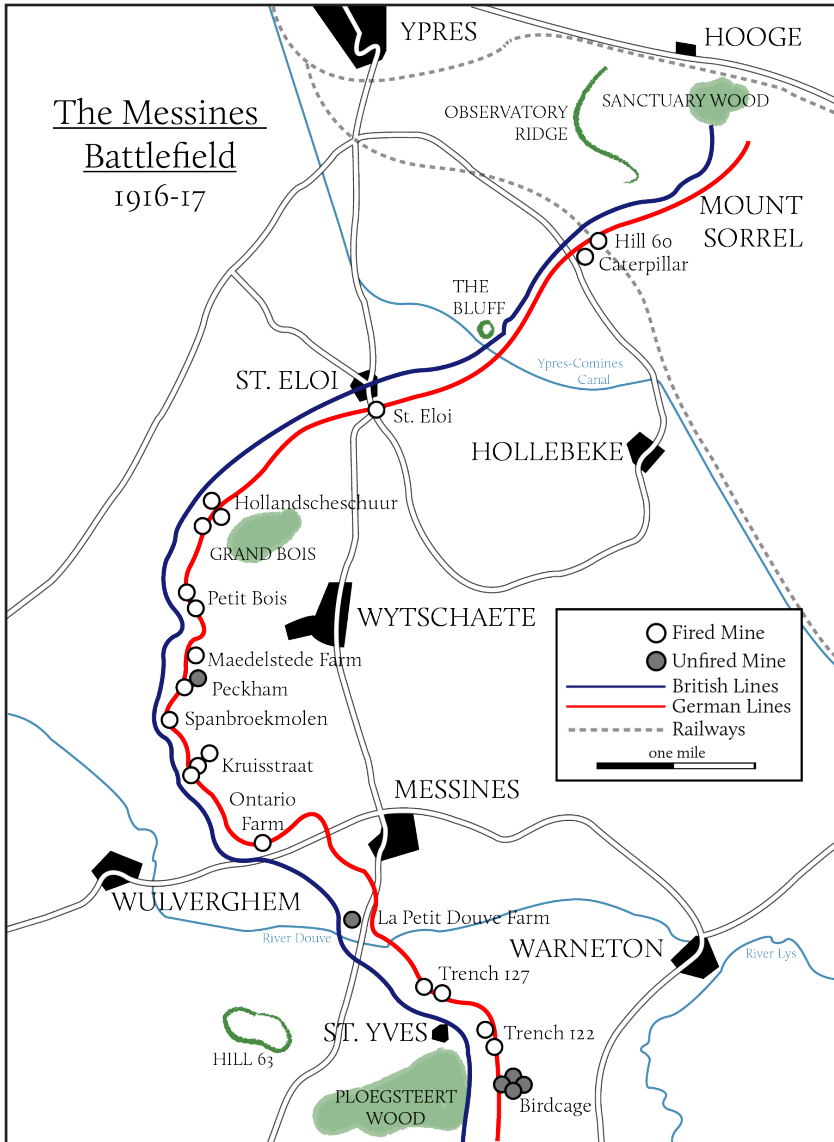 YPRES
HOOGE
The Messines
Battlefield
1916-17
OBSERVATORY
RIDGE
SANCTUARY WOOD
MOUNT
SORREL
Hill 60
Caterpillar
THE
BLUFF
Ypres-Comines
Canal
ST. ELOI
St. Eloi
HOLLEBEKE
Hollandscheschuur
GRAND BOIS
Petit Bois
WYTSCHAETE
Maedelstede Farm
Peckham
Spanbroekmolen
Kruisstraat
Fired Mine
Unfired Mine
British Lines
German Lines
Railways
one mile
Ontario
Farm
MESSINES
WULVERGHEM
La Petit Douve Farm
River Douve
WARNETON
River Lys
Trench 127
ST. YVES
Trench 122
HILL 63
PLOEGSTEERT
WOOD
Birdcage